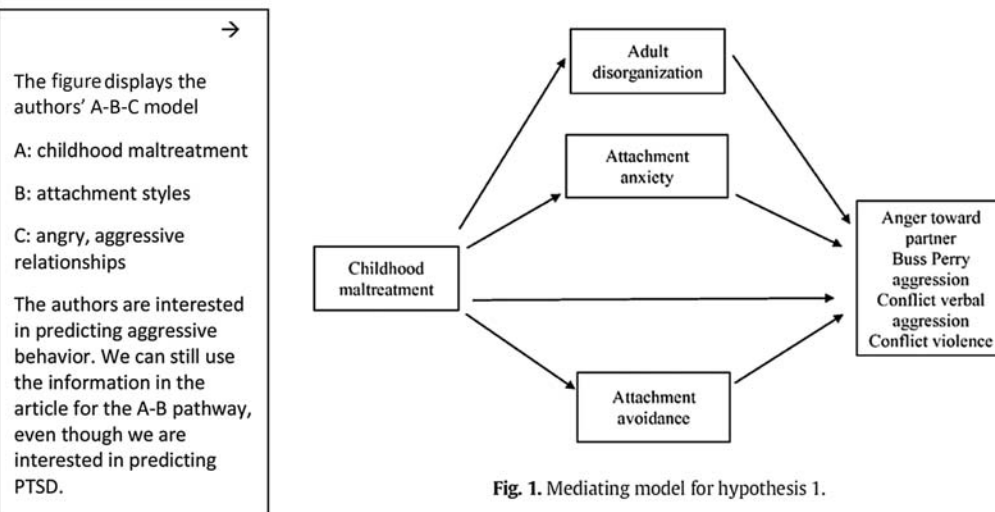 →
The figure displays the
authors' A-B-C model
A: childhood maltreatment
B: attachment styles
C: angry, aggressive
relationships
The authors are interested
in predicting aggressive
behavior. We can still use
the information in the
article for the A-B pathway,
even though we are
interested in predicting
PTSD.
Adult
disorganization
Attachment
anxiety
Childhood
maltreatment
Anger toward
partner
Buss Perry
aggression
Conflict verbal
aggression
Conflict violence
Attachment
avoidance
Fig. 1. Mediating model for hypothesis 1.